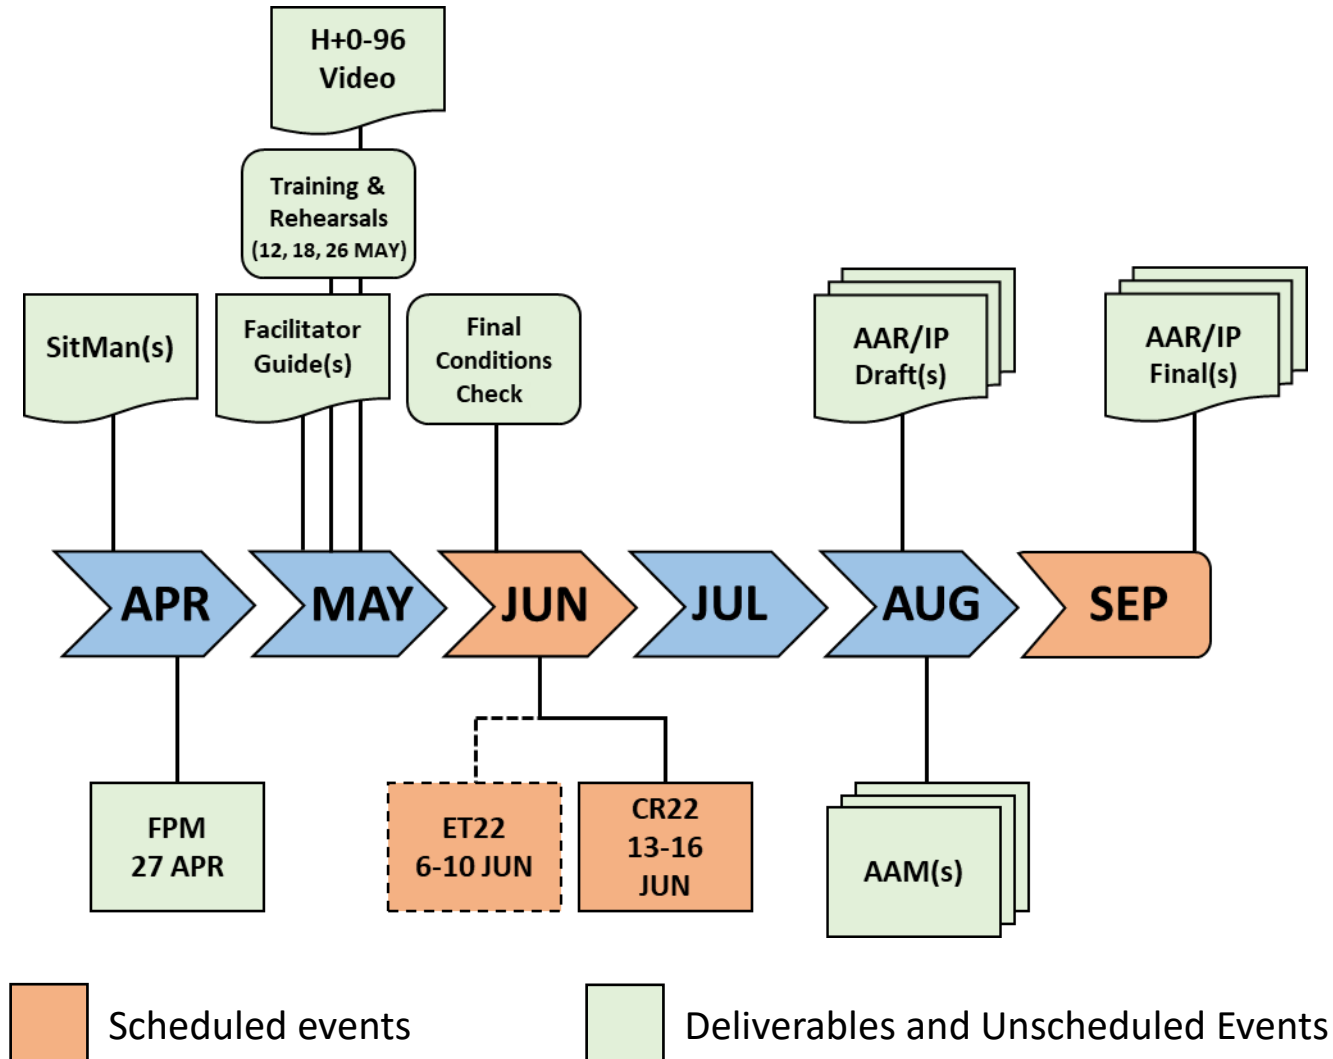 H+0-96
Video
Training &
Rehearsals
(12, 18, 26 MAY)
SitMan(s)
Facilitator
Guide(s)
Final
Conditions
Check
AAR/IP
Draft(s)
AAR/IP
Final(s)
APR
MAY
JUN
JUL
AUG
SEP
FPM
27 APR
ET22
6-10 JUN
CR22
13-16
JUN
AAM(s)
Scheduled events
Deliverables and Unscheduled Events